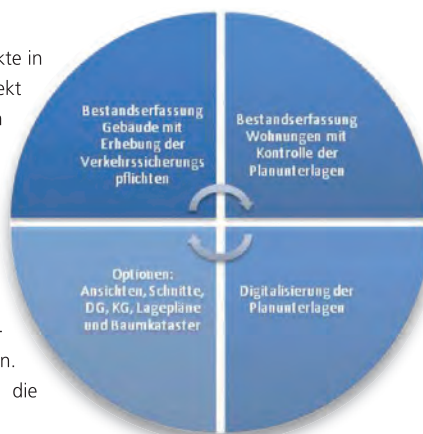 kte in
ekt
Bestandserfassung
Gebäude mit
Erhebung der
Verkehrssicherungs
pflichten
Bestandserfassung
Wohnungen mit
Kontrolle der
Planunterlagen
Optionen:
Ansichten, Schnitte,
DG, KG, Lagepläne
und Baumkataster
Digitalisierung der
Planunterlagen
n.
die